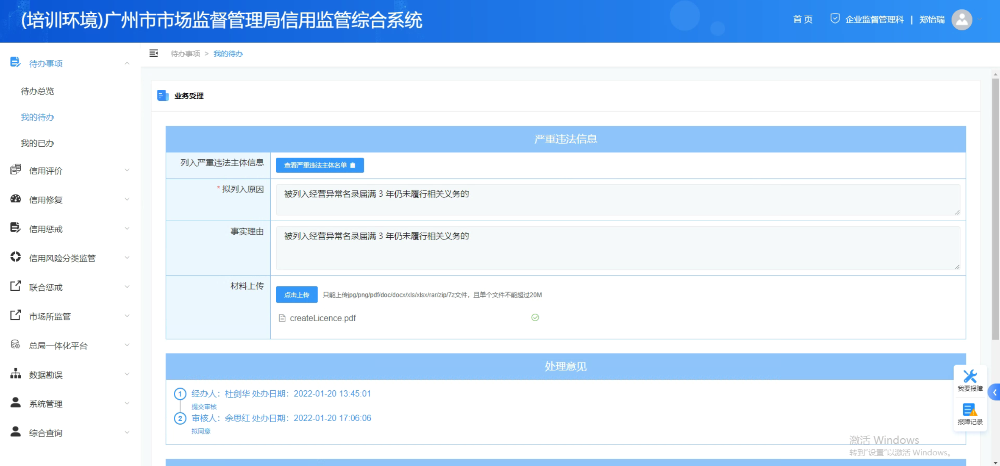 (培训环境)广州市市场监督管理局信用监管综合系统
首页
企业监督管理科 | 郑怡瑞
待办事项 > 我的待办
待办事项
待办总览
我的待办
我的已办
信用评价
信用修复
信用惩戒
信用风险分类监管
联合惩戒
市场所监管
总局一体化平台
数据勘误
系统管理
综合查询
业务受理
严重违法信息
列入严重违法主体信息
查看严重违法主体名单
* 拟列入原因
被列入经营异常名录届满 3 年仍未履行相关义务的
事实理由
被列入经营异常名录届满 3 年仍未履行相关义务的
材料上传
点击上传 只能上传jpg/png/pdf/doc/docx/xls/xlsx/rar/zip/7z文件，且单个文件不能超过20M
createLicence.pdf
处理意见
1 经办人：杜剑华 处办日期：2022-01-20 13:45:01
提交审核
2 审核人：余思红 处办日期：2022-01-20 17:06:06
拟同意
我要报障
报障记录
激活 Windows
转到“设置”以激活 Windows。